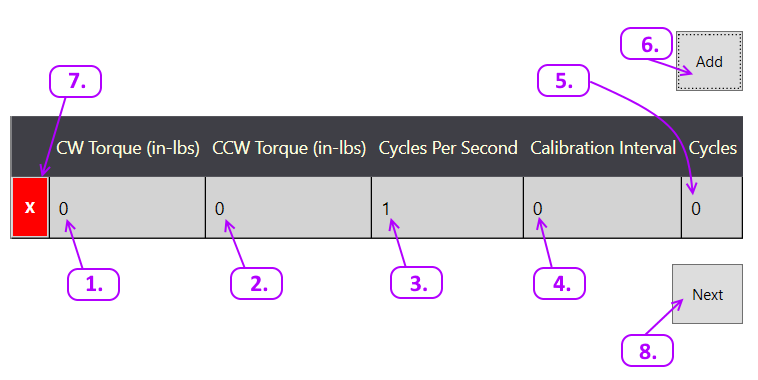 6.
Add
7.
5.
CW Torque (in-lbs) CCW Torque (in-lbs) Cycles Per Second Calibration Interval Cycles
X 0 0 1 0 0
1. 2. 3. 4.
Next
8.